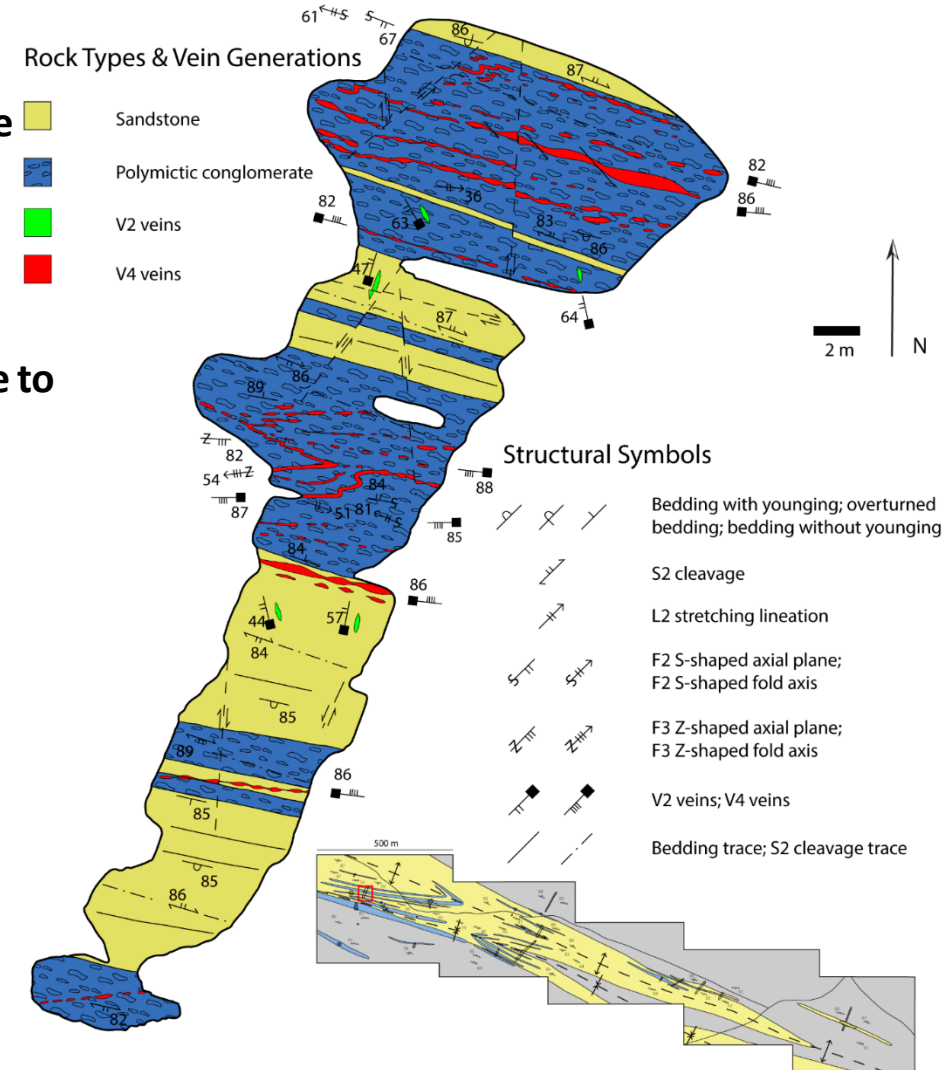 61
S
S
67
86
87
Rock Types & Vein Generations
e
Sandstone
Polymictic conglomerate
V2 veins
V4 veins
82
86
82
36
63
83
86
47
64
87
2 m
N
e to
86
89
Z
82
54
Z
87
84
S
51
81
S
88
85
84
86
44
57
84
85
89
86
85
85
86
82
Structural Symbols
Bedding with younging; overturned
bedding; bedding without younging
S2 cleavage
L2 stretching lineation
S
S
F2 S-shaped axial plane;
F2 S-shaped fold axis
Z
Z
F3 Z-shaped axial plane;
F3 Z-shaped fold axis
V2 veins; V4 veins
Bedding trace; S2 cleavage trace
500 m